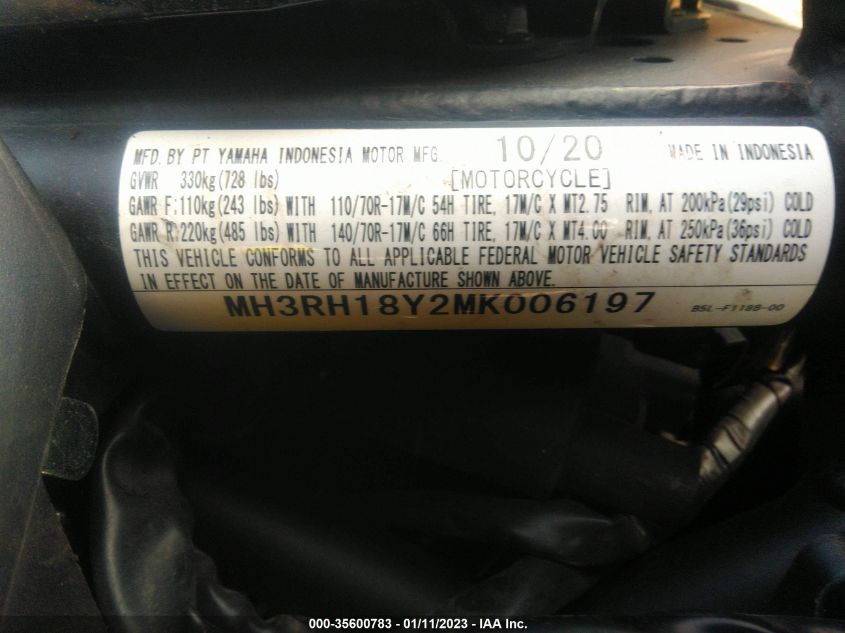 MFD. BY PT YAMAHA INDONESIA MOTOR MFG. 10/20 MADE IN INDONESIA
GVWR 330kg(728 lbs) [MOTORCYCLE]
GAWR F:110kg(243 lbs)WITH 110/70R-17M/C 54H TIRE, 17M/C X MT2.75 RIM, AT 200kPa(29psi) COLD
GAWR R:220kg(485 lbs)WITH 140/70R-17M/C 66H TIRE, 17M/C X MT4.00 RIM, AT 250kPa(36psi) COLD
THIS VEHICLE CONFORMS TO ALL APPLICABLE FEDERAL MOTOR VEHICLE SAFETY STANDARDS
IN EFFECT ON THE DATE OF MANUFACTURE SHOWN ABOVE.
MH3RH18Y2MK006197 B5L-F118B-00
000-35600783 - 01/11/2023 - IAA Inc.